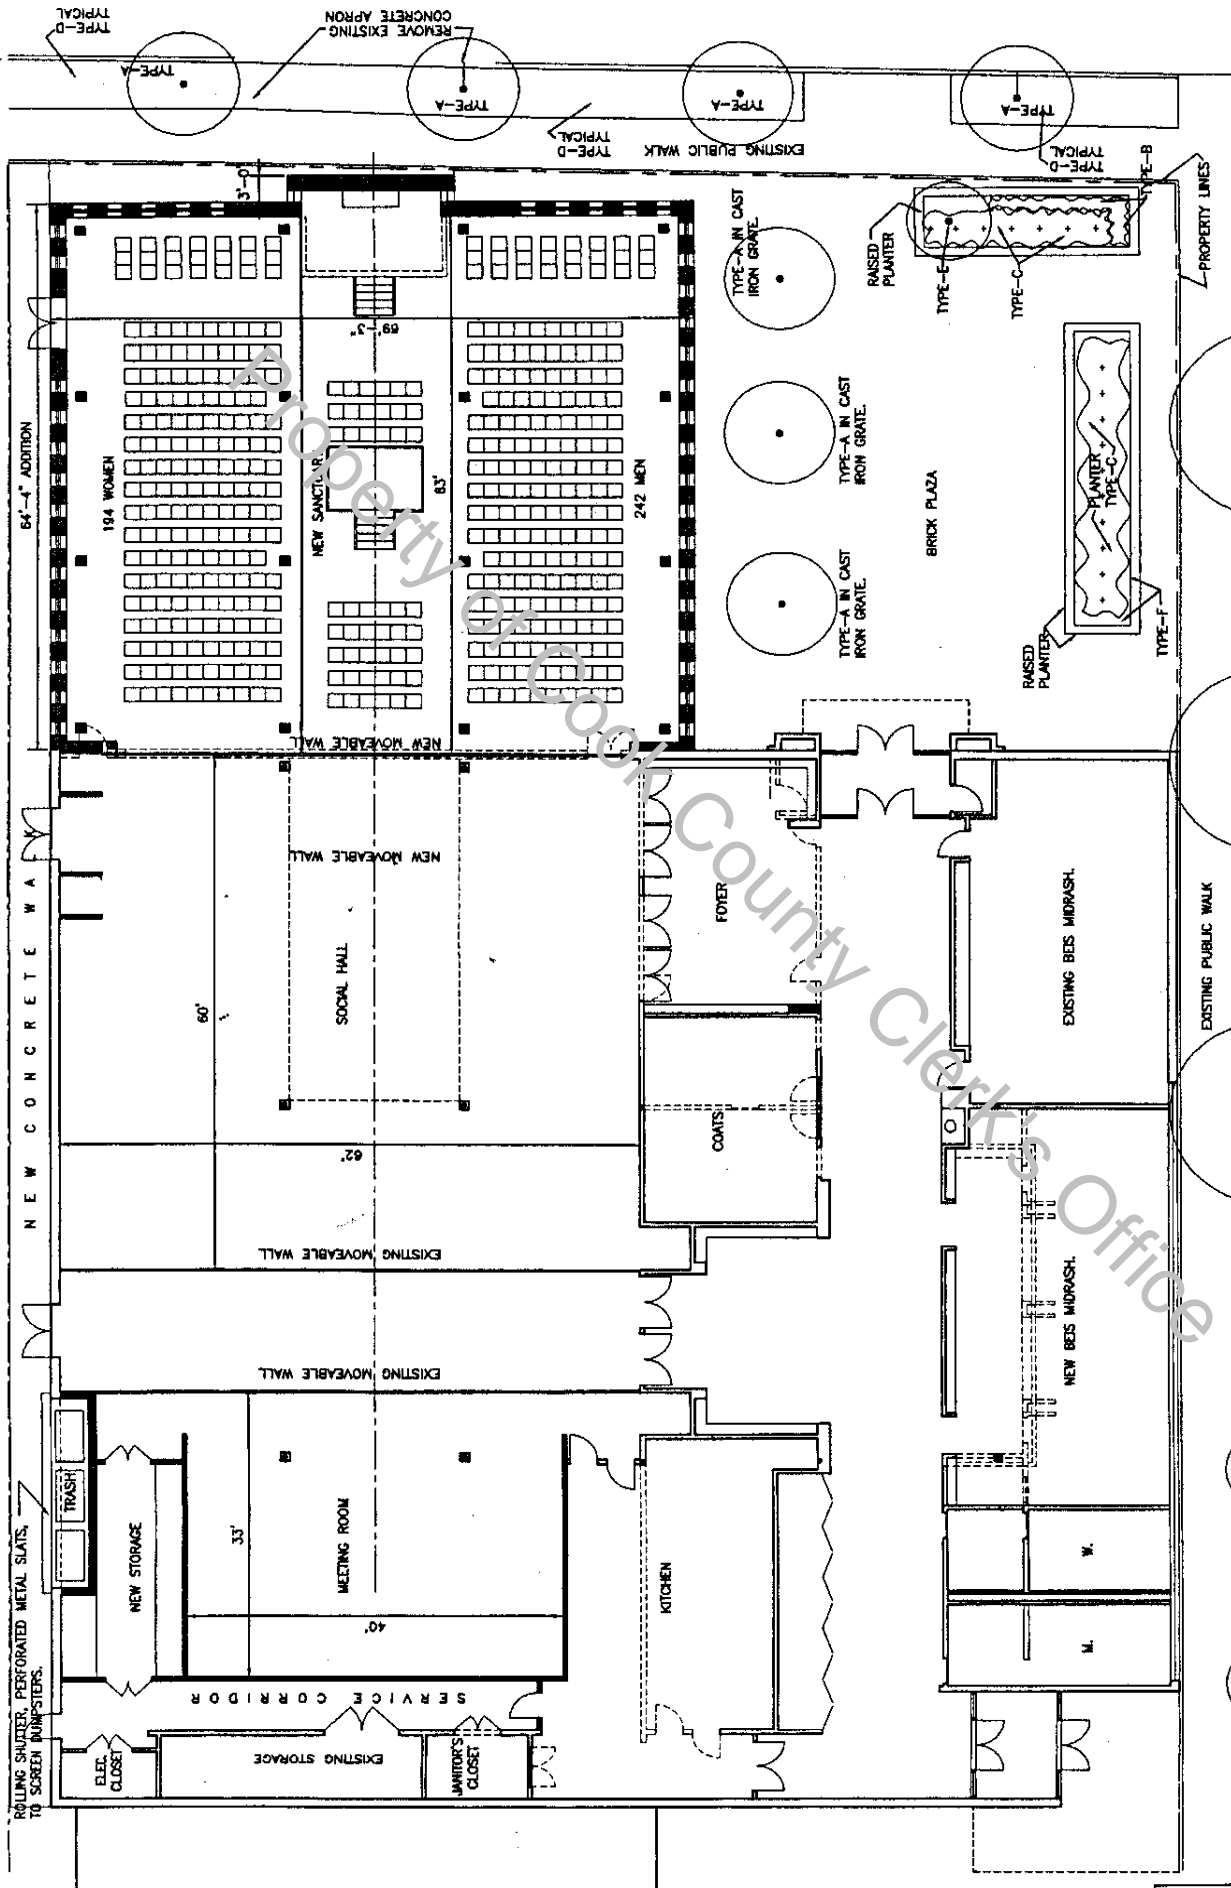 TYPE-D
TYPICAL
TYPE-A
REMOVE EXISTING
CONCRETE APRON
TYPE-A
TYPE-D
TYPICAL
TYPE-A
EXISTING PUBLIC WALK
TYPE-A
TYPE-D
TYPICAL
TYPE-B
PROPERTY LINES
3'-0"
64'-4" ADDITION
194 WOMEN
69'-3"
NEW SANCTUARY
63'
242 MEN
TYPE-A IN CAST
IRON GRATE.
RAISED
PLANTER
TYPE-E
TYPE-C
TYPE-A IN CAST
IRON GRATE.
BRICK PLAZA
PLANTER
TYPE-C
TYPE-A IN CAST
IRON GRATE.
RAISED
PLANTER
TYPE-F
NEW MOVEABLE WALL
NEW CONCRETE WALK
NEW MOVEABLE WALL
60'
SOCIAL HALL
FOYER
EXISTING BEIS MIDRASH.
EXISTING PUBLIC WALK
62'
COATS
EXISTING MOVEABLE WALL
NEW BEIS MIDRASH.
EXISTING MOVEABLE WALL
ROLLING SHUTTER, PERFORATED METAL SLATS,
TO SCREEN DUMPSTERS.
TRASH
NEW STORAGE
33'
MEETING ROOM
40'
KITCHEN
W.
M.
SERVICE CORRIDOR
ELEC.
CLOSET
EXISTING STORAGE
JANITOR'S
CLOSET
Property of Cook County Clerk's Office